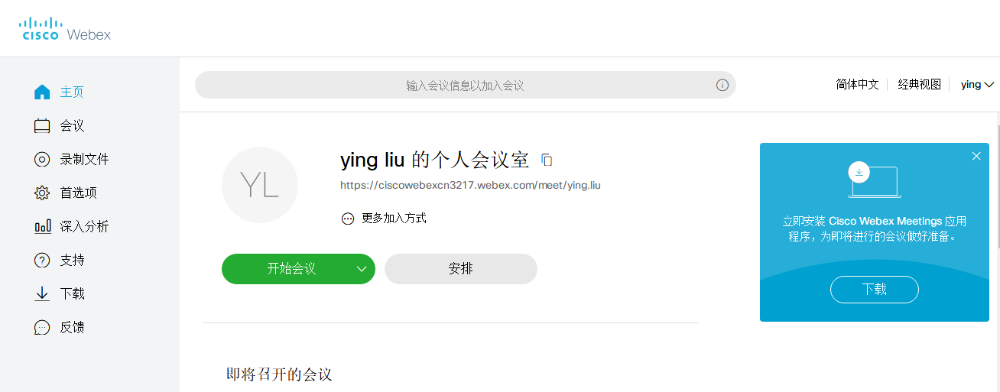 CISCO Webex
主页
会议
录制文件
首选项
深入分析
支持
下载
反馈
输入会议信息以加入会议
简体中文
经典视图
ying
YL
ying liu 的个人会议室
https://ciscowebexcn3217.webex.com/meet/ying.liu
更多加入方式
开始会议
安排
立即安装 Cisco Webex Meetings 应用
程序，为即将进行的会议做好准备。
下载
即将召开的会议